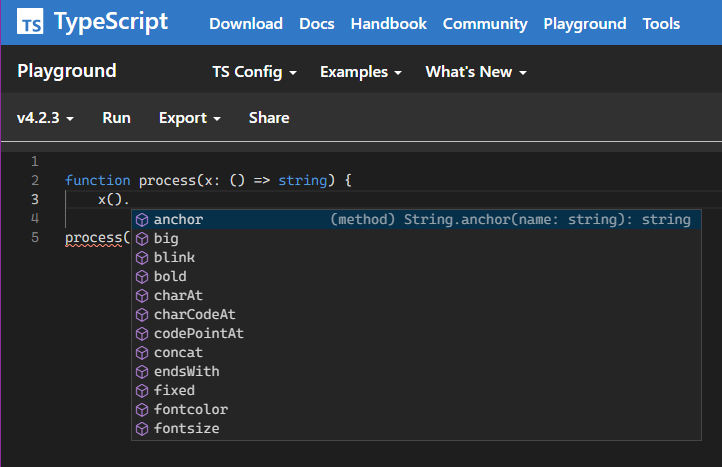 TS TypeScript Download Docs Handbook Community Playground Tools
Playground TS Config Examples What's New
v4.2.3 Run Export Share
1
2 function process(x: () => string) {
3 x().
4 anchor (method) String.anchor(name: string): string
5 process( big
blink
bold
charAt
charCodeAt
codePointAt
concat
endsWith
fixed
fontcolor
fontsize